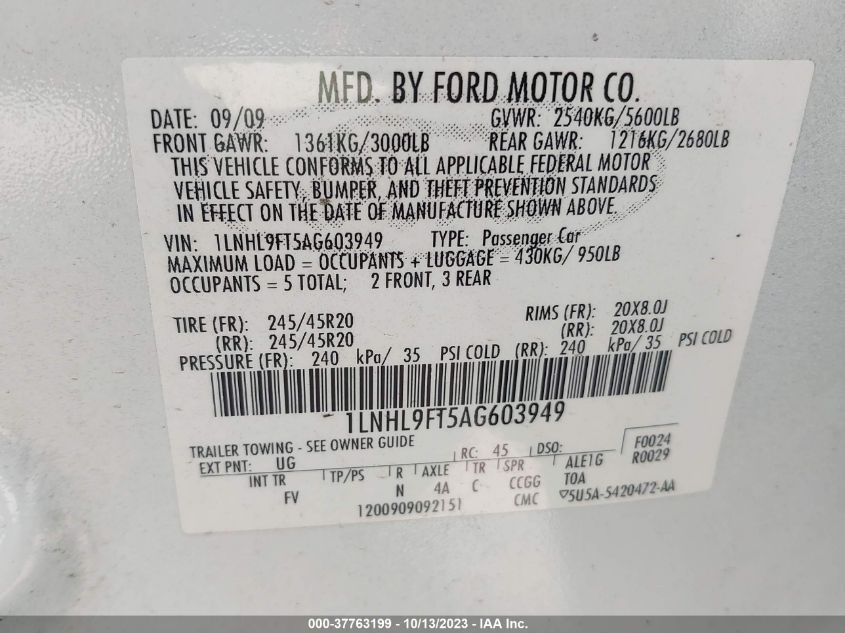 MFD. BY FORD MOTOR CO.
DATE: 09/09 GVWR: 2540KG/5600LB
FRONT GAWR: 1361KG/3000LB REAR GAWR: 1216KG/2680LB
THIS VEHICLE CONFORMS TO ALL APPLICABLE FEDERAL MOTOR
VEHICLE SAFETY, BUMPER, AND THEFT PREVENTION STANDARDS
IN EFFECT ON THE DATE OF MANUFACTURE SHOWN ABOVE.
VIN: 1LNHL9FT5AG603949 TYPE: Passenger Car
MAXIMUM LOAD = OCCUPANTS + LUGGAGE = 430KG/ 950LB
OCCUPANTS = 5 TOTAL; 2 FRONT, 3 REAR
TIRE (FR): 245/45R20 RIMS (FR): 20X8.0J
(RR): 245/45R20 (RR): 20X8.0J
PRESSURE (FR): 240 kPa/ 35 PSI COLD (RR): 240 kPa/ 35 PSI COLD
1LNHL9FT5AG603949
TRAILER TOWING - SEE OWNER GUIDE
EXT PNT: UG RC: 45 DSO: F0024
INT TR TP/PS R AXLE TR SPR ALE1G R0029
FV N 4A C CCGG TOA
1200909092151 CMC ▽5U5A-5420472-AA
000-37763199 - 10/13/2023 - IAA Inc.